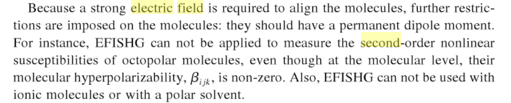 Because a strong electric field is required to align the molecules, further restric-
tions are imposed on the molecules: they should have a permanent dipole moment.
For instance, EFISHG can not be applied to measure the second-order nonlinear
susceptibilities of octopolar molecules, even though at the molecular level, their
molecular hyperpolarizability, βijk, is non-zero. Also, EFISHG can not be used with
ionic molecules or with a polar solvent.